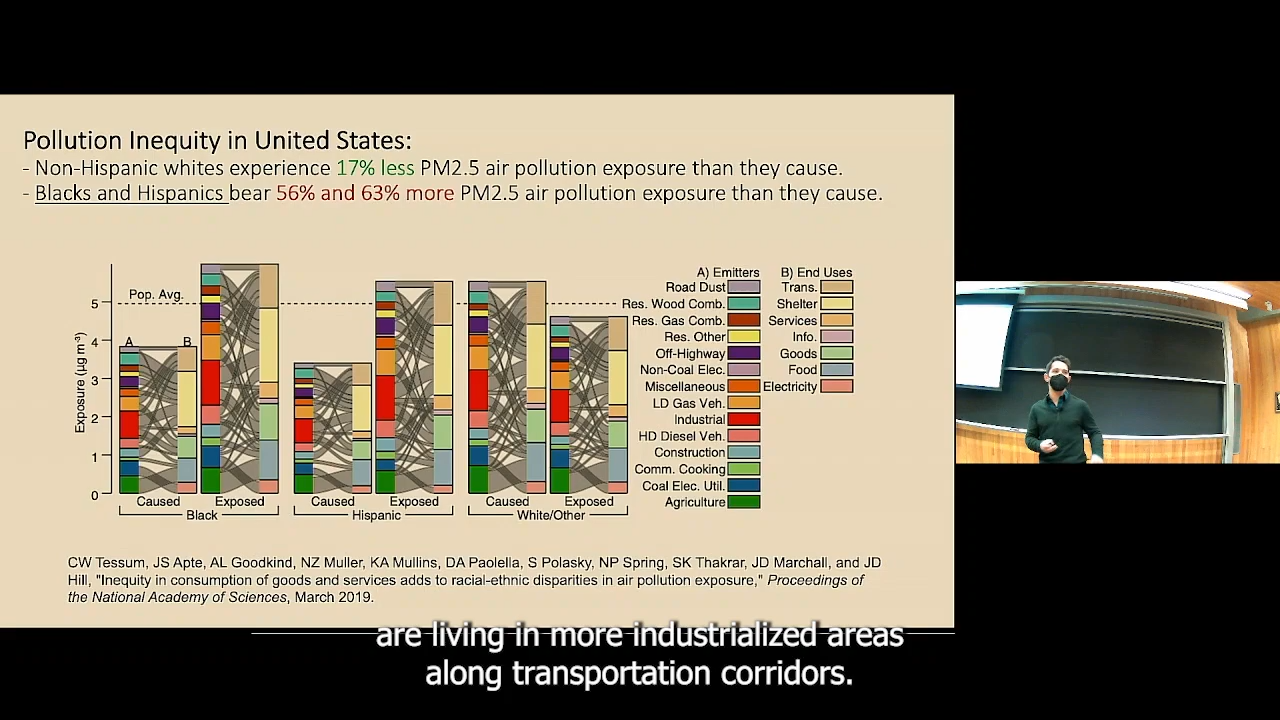 Pollution Inequity in United States:
- Non-Hispanic whites experience 17% less PM2.5 air pollution exposure than they cause.
- Blacks and Hispanics bear 56% and 63% more PM2.5 air pollution exposure than they cause.
A) Emitters
B) End Uses
Road Dust
Trans.
Res. Wood Comb.
Shelter
Res. Gas Comb.
Services
Res. Other
Info.
Off-Highway
Goods
Non-Coal Elec.
Food
Miscellaneous
Electricity
LD Gas Veh.
Industrial
HD Diesel Veh.
Construction
Comm. Cooking
Coal Elec. Util.
Agriculture
Pop. Avg.
A
B
Exposure (µg m⁻³)
5
4
3
2
1
0
Caused
Exposed
Caused
Exposed
Caused
Exposed
Black
Hispanic
White/Other
CW Tessum, JS Apte, AL Goodkind, NZ Muller, KA Mullins, DA Paolella, S Polasky, NP Spring, SK Thakrar, JD Marchall, and JD
Hill, "Inequity in consumption of goods and services adds to racial-ethnic disparities in air pollution exposure," Proceedings of
the National Academy of Sciences, March 2019.
are living in more industrialized areas
along transportation corridors.